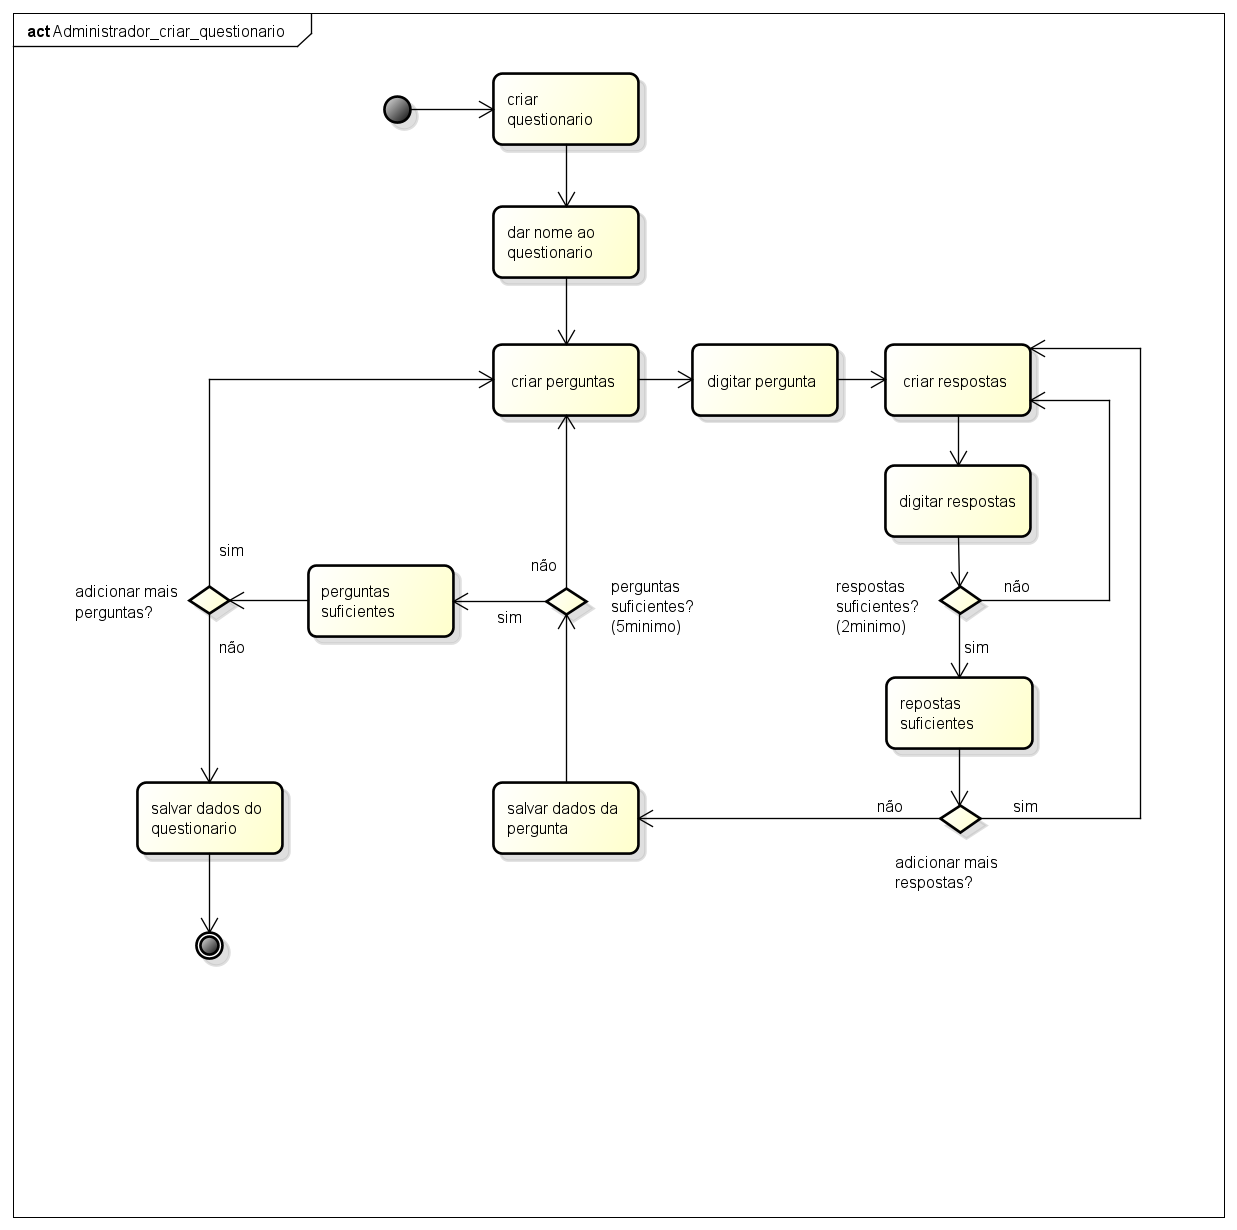 act Administrador_criar_questionario
criar
questionario
dar nome ao
questionario
criar perguntas
digitar pergunta
criar respostas
digitar respostas
sim
não
adicionar mais
perguntas?
perguntas
suficientes
sim
perguntas
suficientes?
(5minimo)
respostas
suficientes?
(2minimo)
não
não
sim
repostas
suficientes
salvar dados do
questionario
salvar dados da
pergunta
não
sim
adicionar mais
respostas?